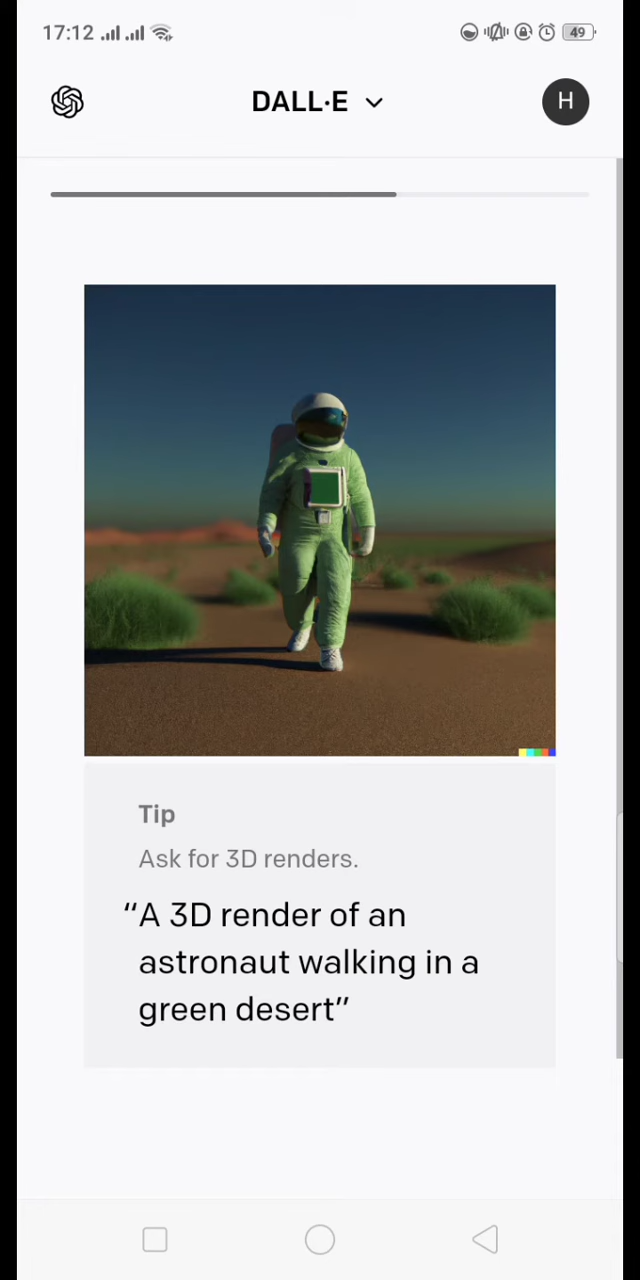 17:12
49
DALL·E
H
Tip
Ask for 3D renders.
“A 3D render of an
astronaut walking in a
green desert”